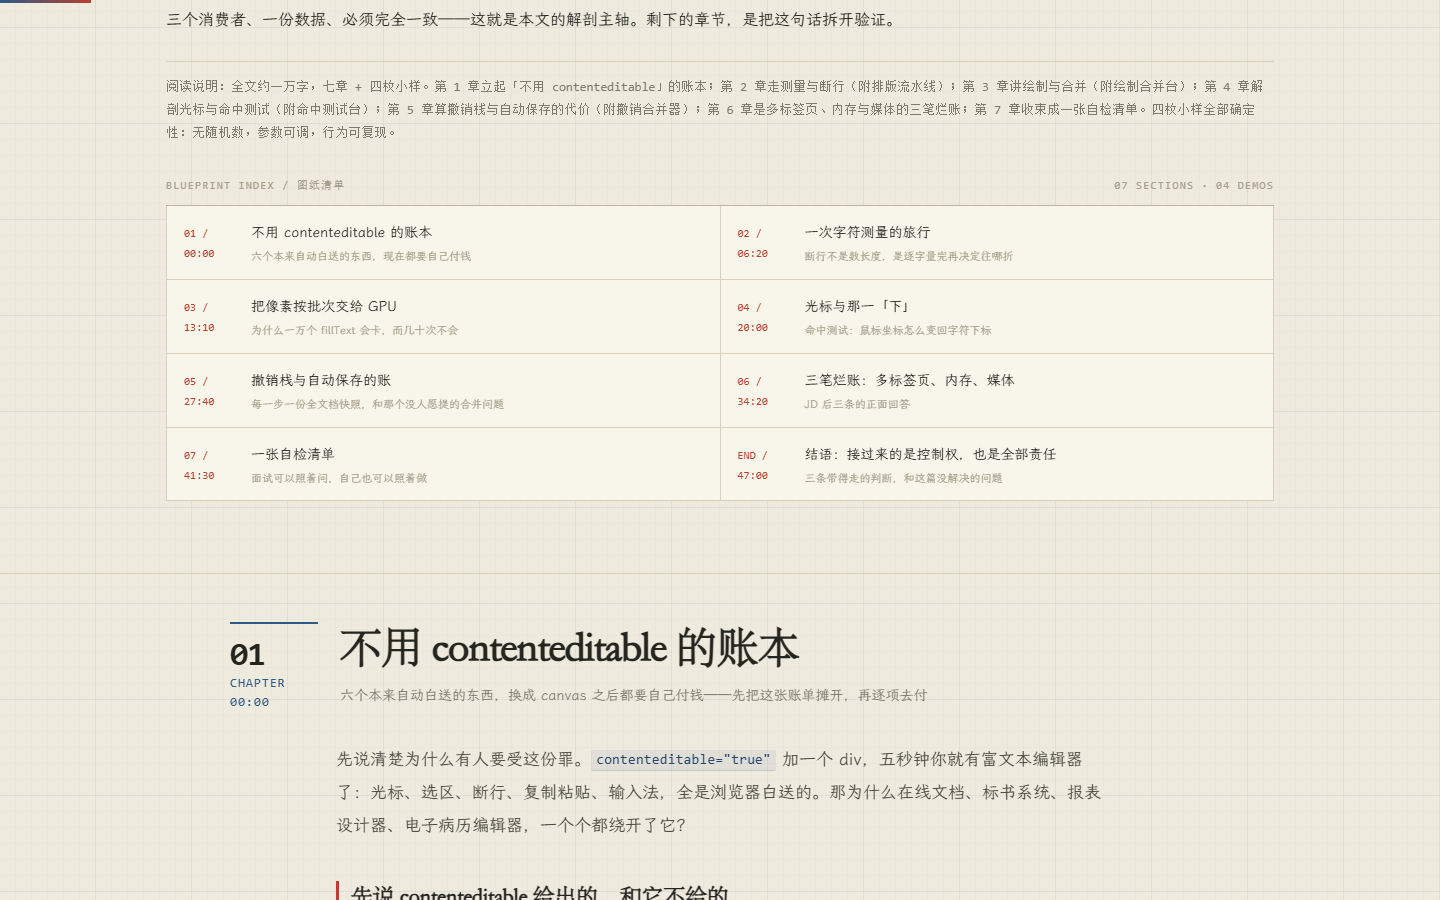 三个消费者、一份数据、必须完全一致——这就是本文的解剖主轴。剩下的章节，是把这句话拆开验证。
阅读说明：全文约一万字，七章 + 四枚小样。第 1 章立起「不用 contenteditable」的账本；第 2 章走测量与断行（附排版流水线）；第 3 章讲绘制与合并（附绘制合并台）；第 4 章解
剖光标与命中测试（附命中测试台）；第 5 章算撤销栈与自动保存的代价（附撤销合并器）；第 6 章是多标签页、内存与媒体的三笔烂账；第 7 章收束成一张自检清单。四枚小样全部确定
性：无随机数，参数可调，行为可复现。
BLUEPRINT INDEX / 图纸清单
07 SECTIONS · 04 DEMOS
01 /
00:00
不用 contenteditable 的账本
六个本来自动白送的东西，现在都要自己付钱
02 /
06:20
一次字符测量的旅行
断行不是数长度，是逐字量完再决定往哪折
03 /
13:10
把像素按批次交给 GPU
为什么一万个 fillText 会卡，而几十次不会
04 /
20:00
光标与那一「下」
命中测试：鼠标坐标怎么变回字符下标
05 /
27:40
撤销栈与自动保存的账
每一步一份全文档快照，和那个没人愿提的合并问题
06 /
34:20
三笔烂账：多标签页、内存、媒体
JD 后三条的正面回答
07 /
41:30
一张自检清单
面试可以照着问，自己也可以照着做
END /
47:00
结语：接过来的是控制权，也是全部责任
三条带得走的判断，和这篇没解决的问题
01
CHAPTER
00:00
不用 contenteditable 的账本
六个本来自动白送的东西，换成 canvas 之后都要自己付钱——先把这张账单摊开，再逐项去付
先说清楚为什么有人要受这份罪。contenteditable="true" 加一个 div，五秒钟你就有富文本编辑器
了：光标、选区、断行、复制粘贴、输入法，全是浏览器白送的。那为什么在线文档、标书系统、报表
设计器、电子病历编辑器，一个个都绕开了它？
先说 contenteditable 给出的，和它不给的